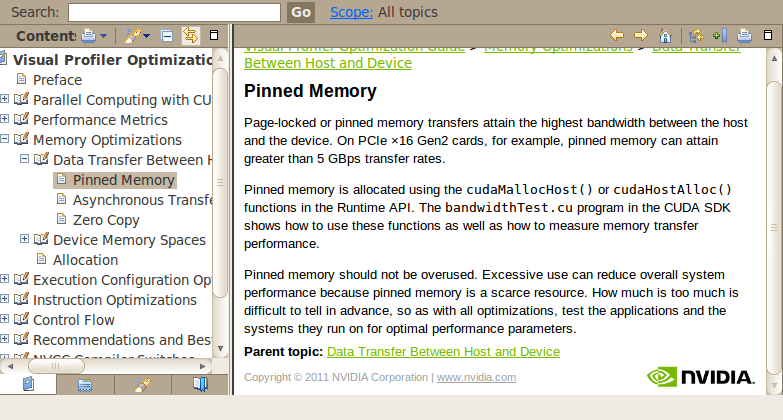 Search: Go Scope: All topics
Contents
Visual Profiler Optimizatio
Preface
Parallel Computing with CU
Performance Metrics
Memory Optimizations
Data Transfer Between H
Pinned Memory
Asynchronous Transfe
Zero Copy
Device Memory Spaces
Allocation
Execution Configuration Op
Instruction Optimizations
Control Flow
Recommendations and Bes
NVCC Compiler Switches
Visual Profiler Optimization Guide > Memory Optimizations > Data Transfer
Between Host and Device
Pinned Memory
Page-locked or pinned memory transfers attain the highest bandwidth between the host
and the device. On PCIe ×16 Gen2 cards, for example, pinned memory can attain
greater than 5 GBps transfer rates.
Pinned memory is allocated using the cudaMallocHost() or cudaHostAlloc()
functions in the Runtime API. The bandwidthTest.cu program in the CUDA SDK
shows how to use these functions as well as how to measure memory transfer
performance.
Pinned memory should not be overused. Excessive use can reduce overall system
performance because pinned memory is a scarce resource. How much is too much is
difficult to tell in advance, so as with all optimizations, test the applications and the
systems they run on for optimal performance parameters.
Parent topic: Data Transfer Between Host and Device
Copyright © 2011 NVIDIA Corporation | www.nvidia.com
NVIDIA.